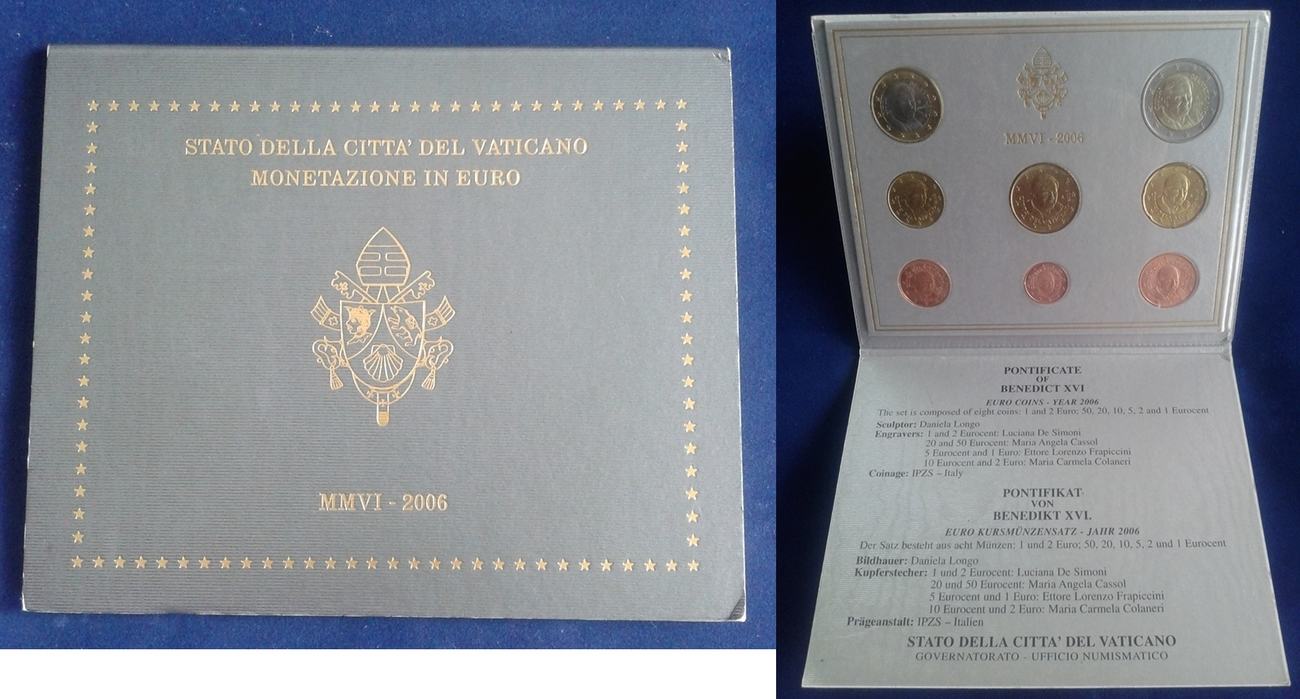 STATO DELLA CITTA' DEL VATICANO
MONETAZIONE IN EURO
MMVI - 2006
MMVI - 2006
PONTIFICATE
OF
BENEDICT XVI
EURO COINS - YEAR 2006
The set is composed of eight coins: 1 and 2 Euro; 50, 20, 10, 5, 2 and 1 Eurocent
Sculptor: Daniela Longo
Engravers: 1 and 2 Eurocent: Luciana De Simoni
20 and 50 Eurocent: Maria Angela Cassol
5 Eurocent and 1 Euro: Ettore Lorenzo Frapiccini
10 Eurocent and 2 Euro: Maria Carmela Colaneri
Coinage: IPZS – Italy
PONTIFIKAT
VON
BENEDIKT XVI.
EURO KURSMÜNZENSATZ - JAHR 2006
Der Satz besteht aus acht Münzen: 1 und 2 Euro; 50, 20, 10, 5, 2 und 1 Eurocent
Bildhauer: Daniela Longo
Kupferstecher: 1 und 2 Eurocent: Luciana De Simoni
20 und 50 Eurocent: Maria Angela Cassol
5 Eurocent und 1 Euro: Ettore Lorenzo Frapiccini
10 Eurocent und 2 Euro: Maria Carmela Colaneri
Prägeanstalt: IPZS – Italien
STATO DELLA CITTA' DEL VATICANO
GOVERNATORATO - UFFICIO NUMISMATICO